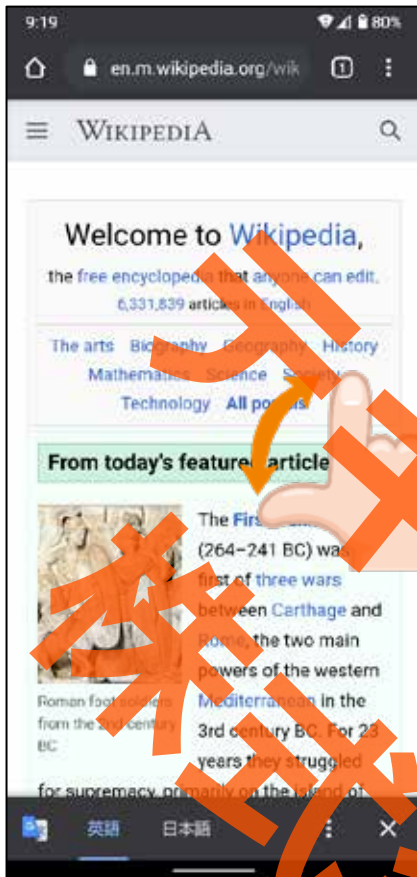 9:19 80%
en.m.wikipedia.org/wik 1
WIKIPEDIA
Welcome to Wikipedia,
the free encyclopedia that anyone can edit.
6,331,839 articles in English
The arts Biography Geography History
Mathematics Science Society
Technology All portals
From today's featured article
The First
(264–241 BC) was
first of three wars
between Carthage and
Rome, the two main
powers of the western
Mediterranean in the
3rd century BC. For 23
years they struggled
Roman foot soldiers
from the 2nd century
BC
for supremacy, primarily on the island of
英語 日本語